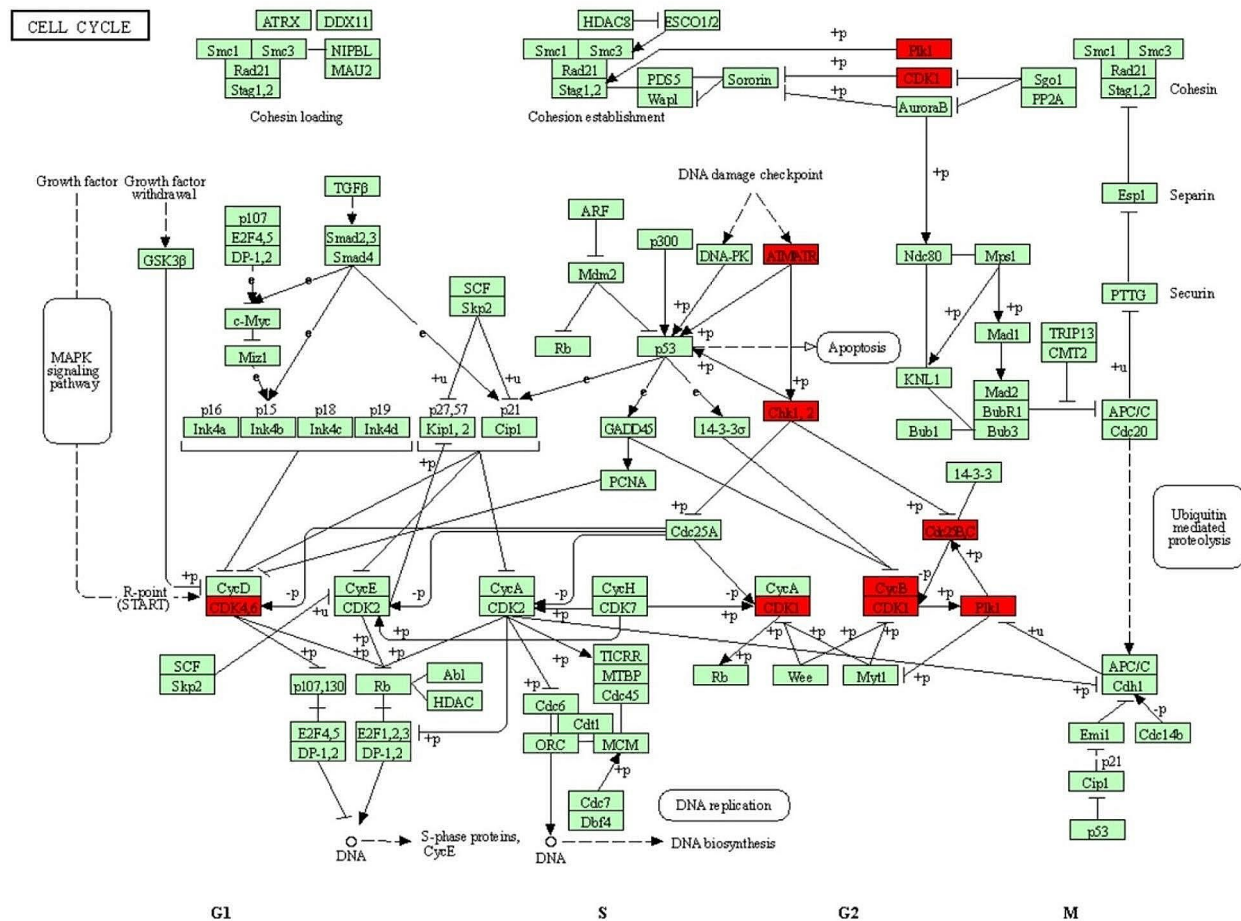 CELL CYCLE
ATRX DDX11
Smc1 Smc3 NIPBL
Rad21 MAU2
Stag1,2
Cohesin loading
HDAC8 ESCO1/2
Smc1 Smc3
Rad21
Stag1,2
PDS5
Wapl
Sororin
Cohesion establishment
+p
Plk1
+p
CDK1
+p
AuroraB
Sgo1
PP2A
Smc1 Smc3
Rad21
Stag1,2
Cohesin
Growth factor
Growth factor
withdrawal
TGFβ
DNA damage checkpoint
+p
Esp1
Separin
p107
E2F4,5
DP-1,2
Smad2,3
Smad4
ARF
p300
DNA-PK
ATM/ATR
GSK3β
Mdm2
Ndc80
Mps1
e
e
SCF
Skp2
PTTG
Securin
c-Myc
+p
+p
+p
+p
e
e
Mad1
TRIP13
CMT2
MAPK
signaling
pathway
Miz1
Rb
p53
Apoptosis
+p
+p
+u
e
+u
+u
e
e
e
KNL1
Mad2
BubR1
Bub3
Bub1
APC/C
Cdc20
p16
Ink4a
p15
Ink4b
p18
Ink4c
p19
Ink4d
p27,57
Kip1, 2
p21
Cip1
GADD45
14-3-3σ
Chk1, 2
+p
PCNA
14-3-3
+p
+p
Cdc25A
Cdc25B,C
Ubiquitin
mediated
proteolysis
+p
-p
+p
R-point
(START)
CycD
CDK4,6
-p
+u
CycE
CDK2
-p
CycA
CDK2
-p
+p
CycH
CDK7
-p
+p
CycA
CDK1
CycB
CDK1
+p
Plk1
+u
+p
+p
+p
+p
+p
+p
+p
+p
+p
SCF
Skp2
p107,130
Rb
Abl
HDAC
TICRR
MTBP
Cdc45
Rb
Wee
Myt1
+p
+p
APC/C
Cdh1
+p
Cdc6
Cdt1
ORC
MCM
-p
E2F4,5
DP-1,2
E2F1,2,3
DP-1,2
+p
+p
Emi1
Cdc14b
p21
Cip1
Cdc7
Dbf4
DNA replication
p53
DNA
S-phase proteins,
CycE
DNA
DNA biosynthesis
G1 S G2 M